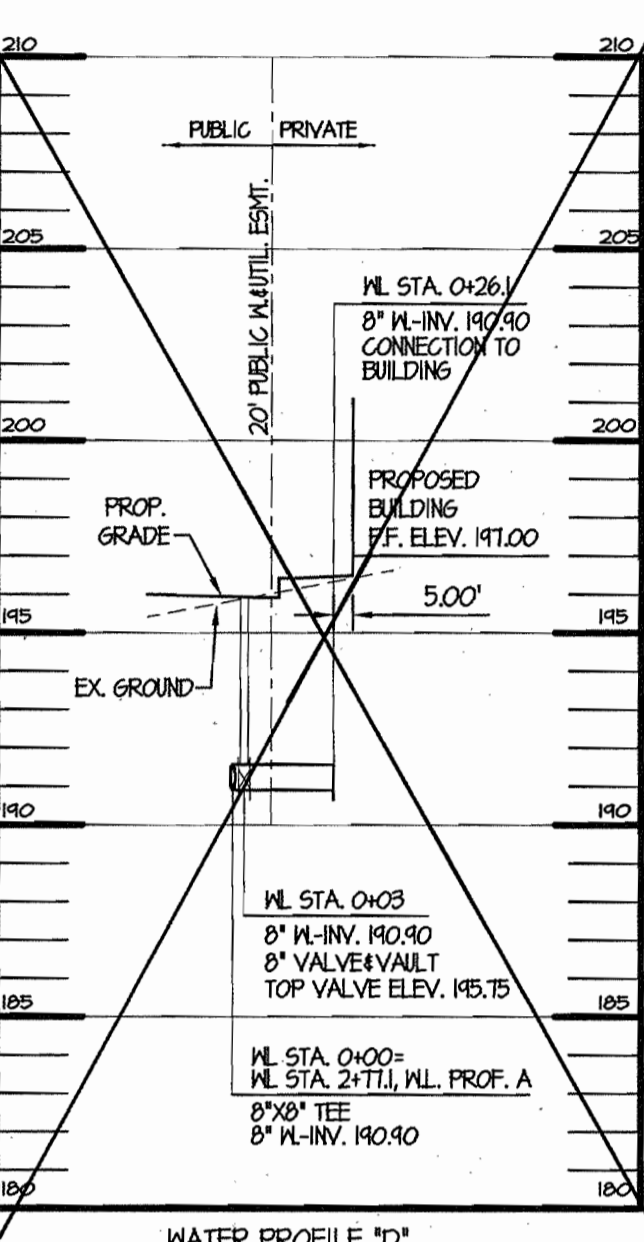 210 210
PUBLIC PRIVATE
20' PUBLIC W.&UTIL. ESMT.
205 205
WL STA. 0+26.1
8" W.-INV. 190.90
CONNECTION TO
BUILDING
200 200
PROPOSED
BUILDING
F.F. ELEV. 197.00
PROP.
GRADE
5.00'
195 195
EX. GROUND
190 190
WL STA. 0+03
8" W.-INV. 190.90
8" VALVE&VAULT
TOP VALVE ELEV. 195.75
185 185
WL STA. 0+00=
WL STA. 2+77.1, W.L. PROF. A
8"X8" TEE
8" W.-INV. 190.90
180 180
WATER PROFILE "D"